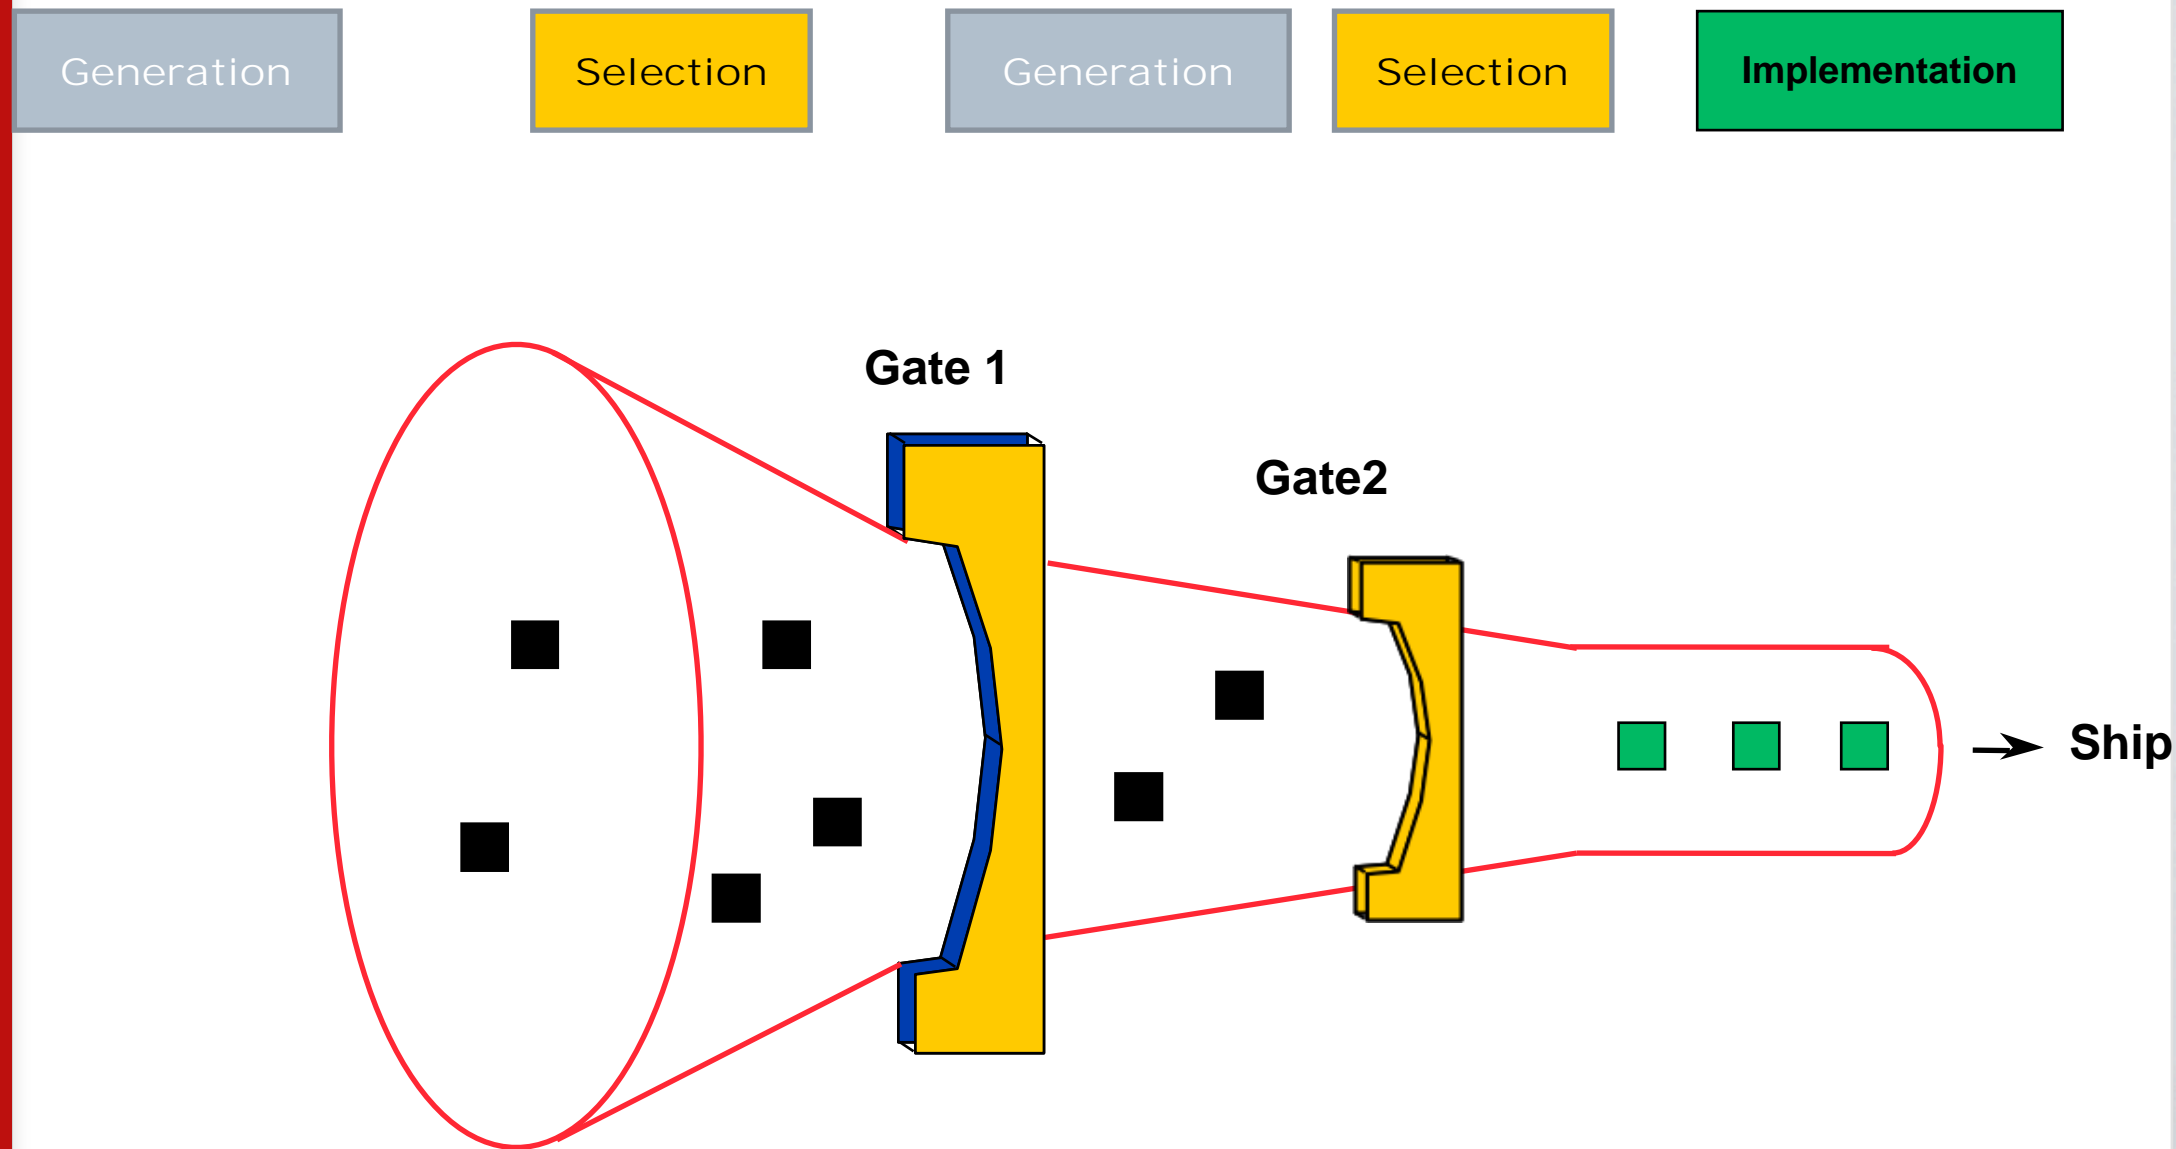 Generation
Selection
Generation
Selection
Implementation
Gate 1
Gate2
Ship